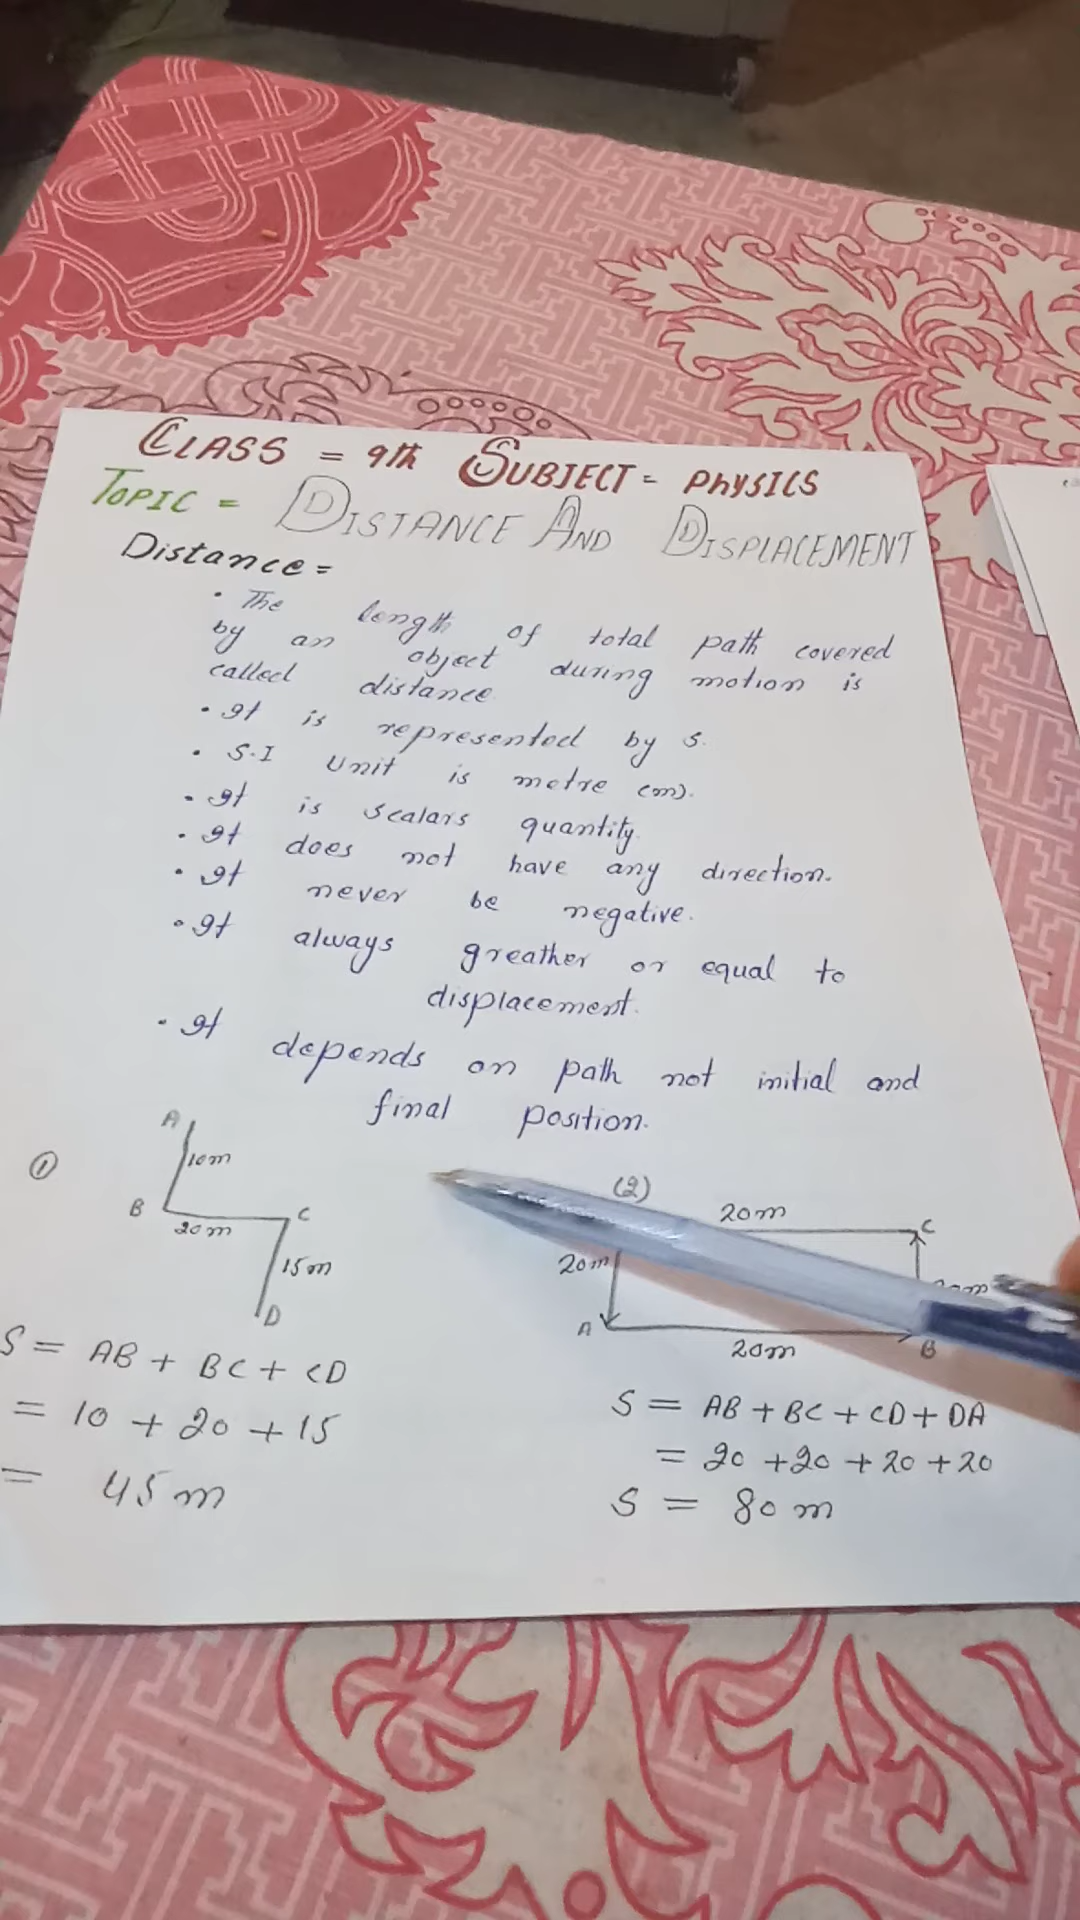 CLASS = 9th SUBJECT = PHYSICS
TOPIC = DISTANCE AND DISPLACEMENT
Distance =
• The length of total path covered
by an object during motion is
called distance.
• It is represented by s.
• S.I unit is metre (m).
• It is scalars quantity.
• It does not have any direction.
• It never be negative.
• It always greather or equal to
displacement.
• It depends on path not initial and
final position.
①
A
10m
B
20m
C
15m
D
S = AB + BC + CD
= 10 + 20 + 15
= 45 m
(2)
20m
C
20m
A
20m
B
S = AB + BC + CD + DA
= 20 + 20 + 20 + 20
S = 80 m